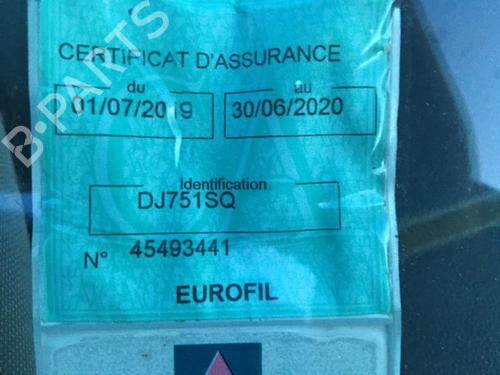 CERTIFICAT D'ASSURANCE
du au
01/07/2019 30/06/2020
Identification
DJ751SQ
N° 45493441
EUROFIL
B-PARTS